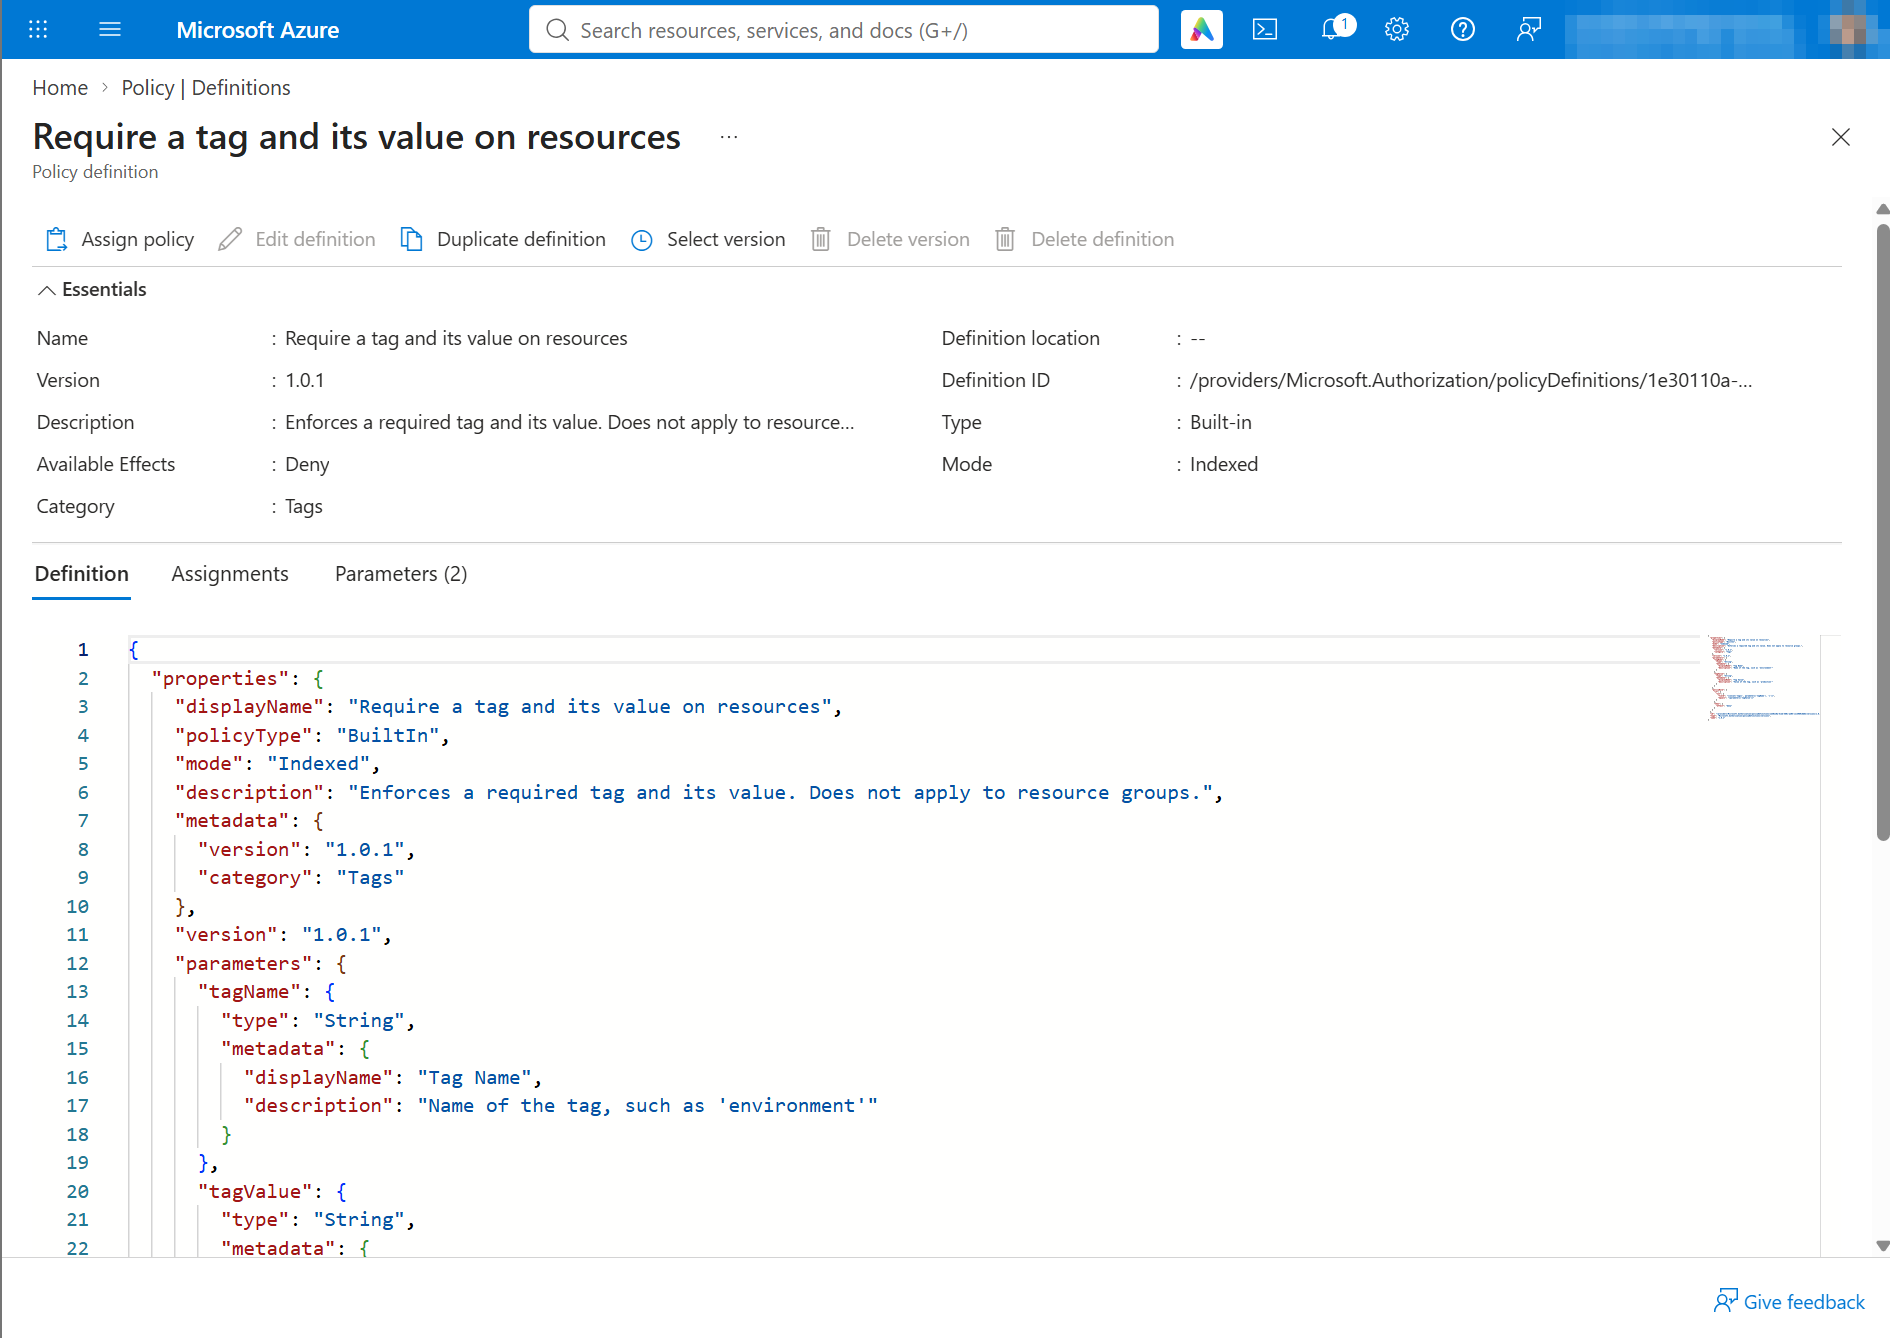 Microsoft Azure
Search resources, services, and docs (G+/)
1
Home > Policy | Definitions
Require a tag and its value on resources ...
Policy definition
Assign policy Edit definition Duplicate definition Select version Delete version Delete definition
Essentials
Name : Require a tag and its value on resources
Definition location : --
Version : 1.0.1
Definition ID : /providers/Microsoft.Authorization/policyDefinitions/1e30110a-...
Description : Enforces a required tag and its value. Does not apply to resource...
Type : Built-in
Available Effects : Deny
Mode : Indexed
Category : Tags
Definition Assignments Parameters (2)
1 {
2 "properties": {
3 "displayName": "Require a tag and its value on resources",
4 "policyType": "BuiltIn",
5 "mode": "Indexed",
6 "description": "Enforces a required tag and its value. Does not apply to resource groups.",
7 "metadata": {
8 "version": "1.0.1",
9 "category": "Tags"
10 },
11 "version": "1.0.1",
12 "parameters": {
13 "tagName": {
14 "type": "String",
15 "metadata": {
16 "displayName": "Tag Name",
17 "description": "Name of the tag, such as 'environment'"
18 }
19 },
20 "tagValue": {
21 "type": "String",
22 "metadata": {
Give feedback